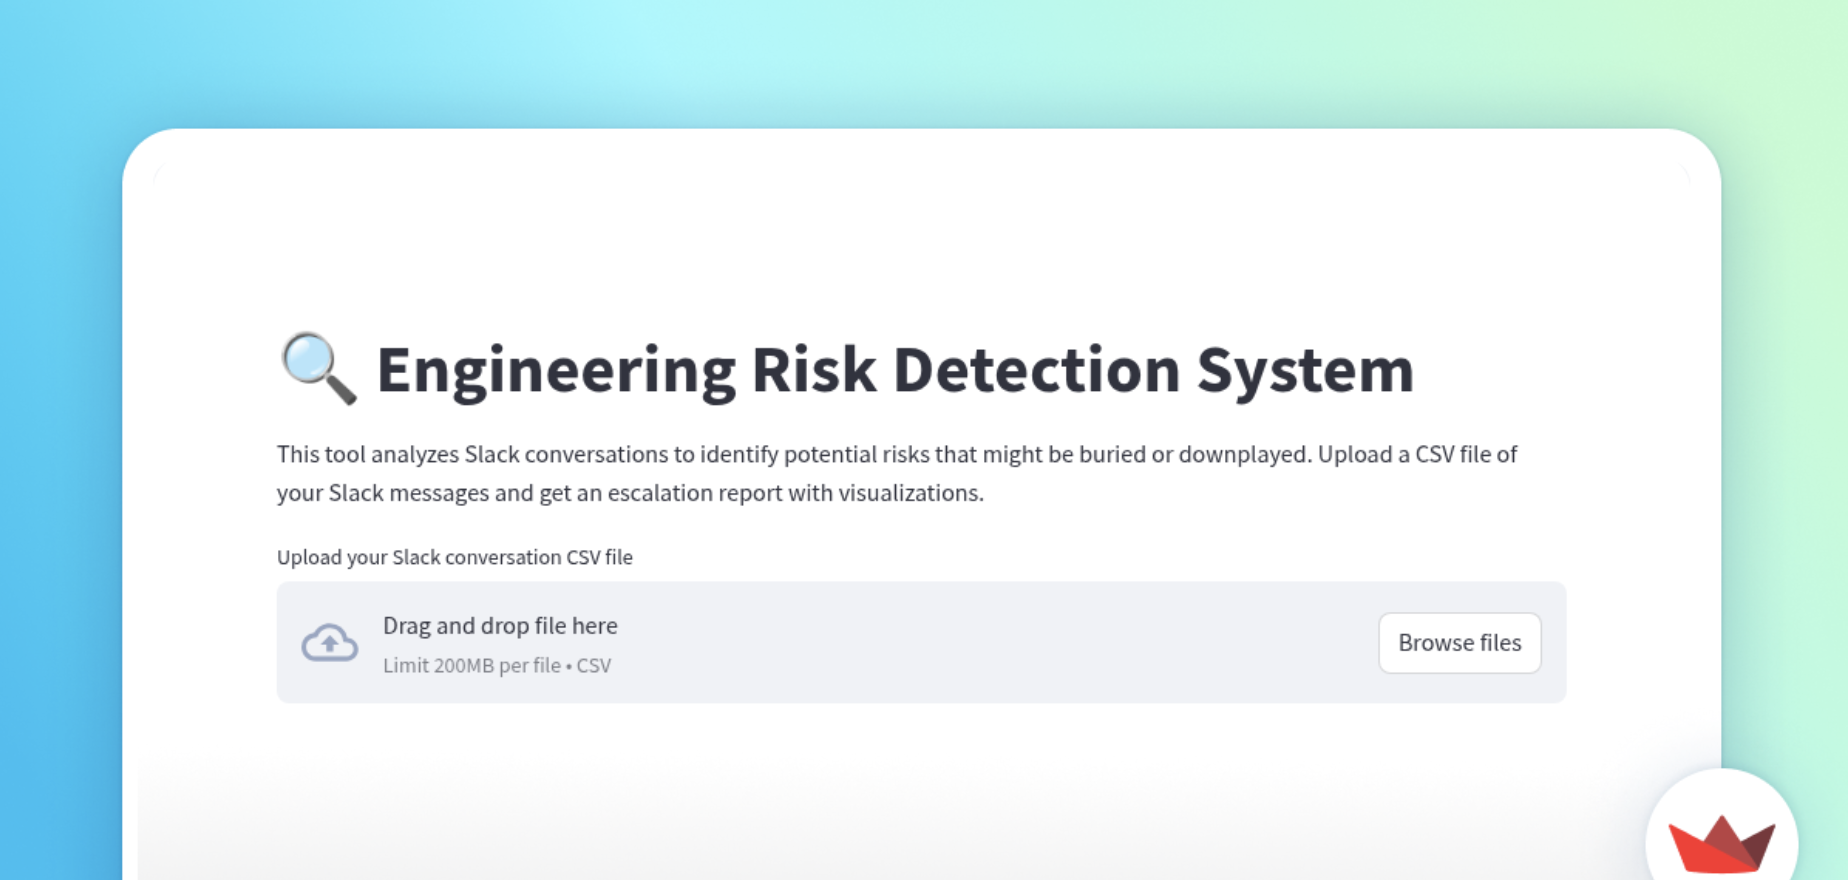 Engineering Risk Detection System
This tool analyzes Slack conversations to identify potential risks that might be buried or downplayed. Upload a CSV file of
your Slack messages and get an escalation report with visualizations.
Upload your Slack conversation CSV file
Drag and drop file here
Browse files
Limit 200MB per file • CSV